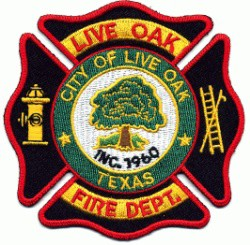 LIVE OAK
CITY OF LIVE OAK
INC. 1960
TEXAS
FIRE DEPT.